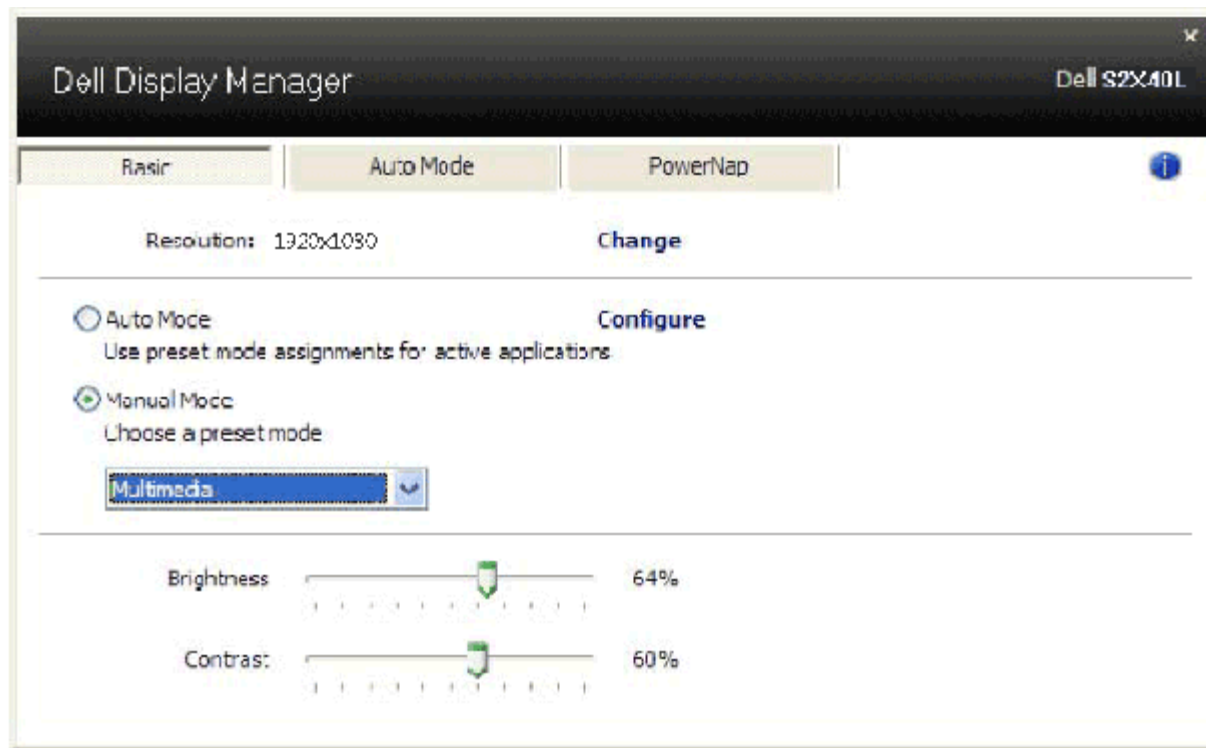 x
Dell Display Manager
Dell S2X40L
Basic
Auto Mode
PowerNap
i
Resolution: 1920x1080
Change
Auto Mode
Configure
Use preset mode assignments for active applications
Manual Mode
Choose a preset mode
Multimedia
Brightness 64%
Contrast 60%